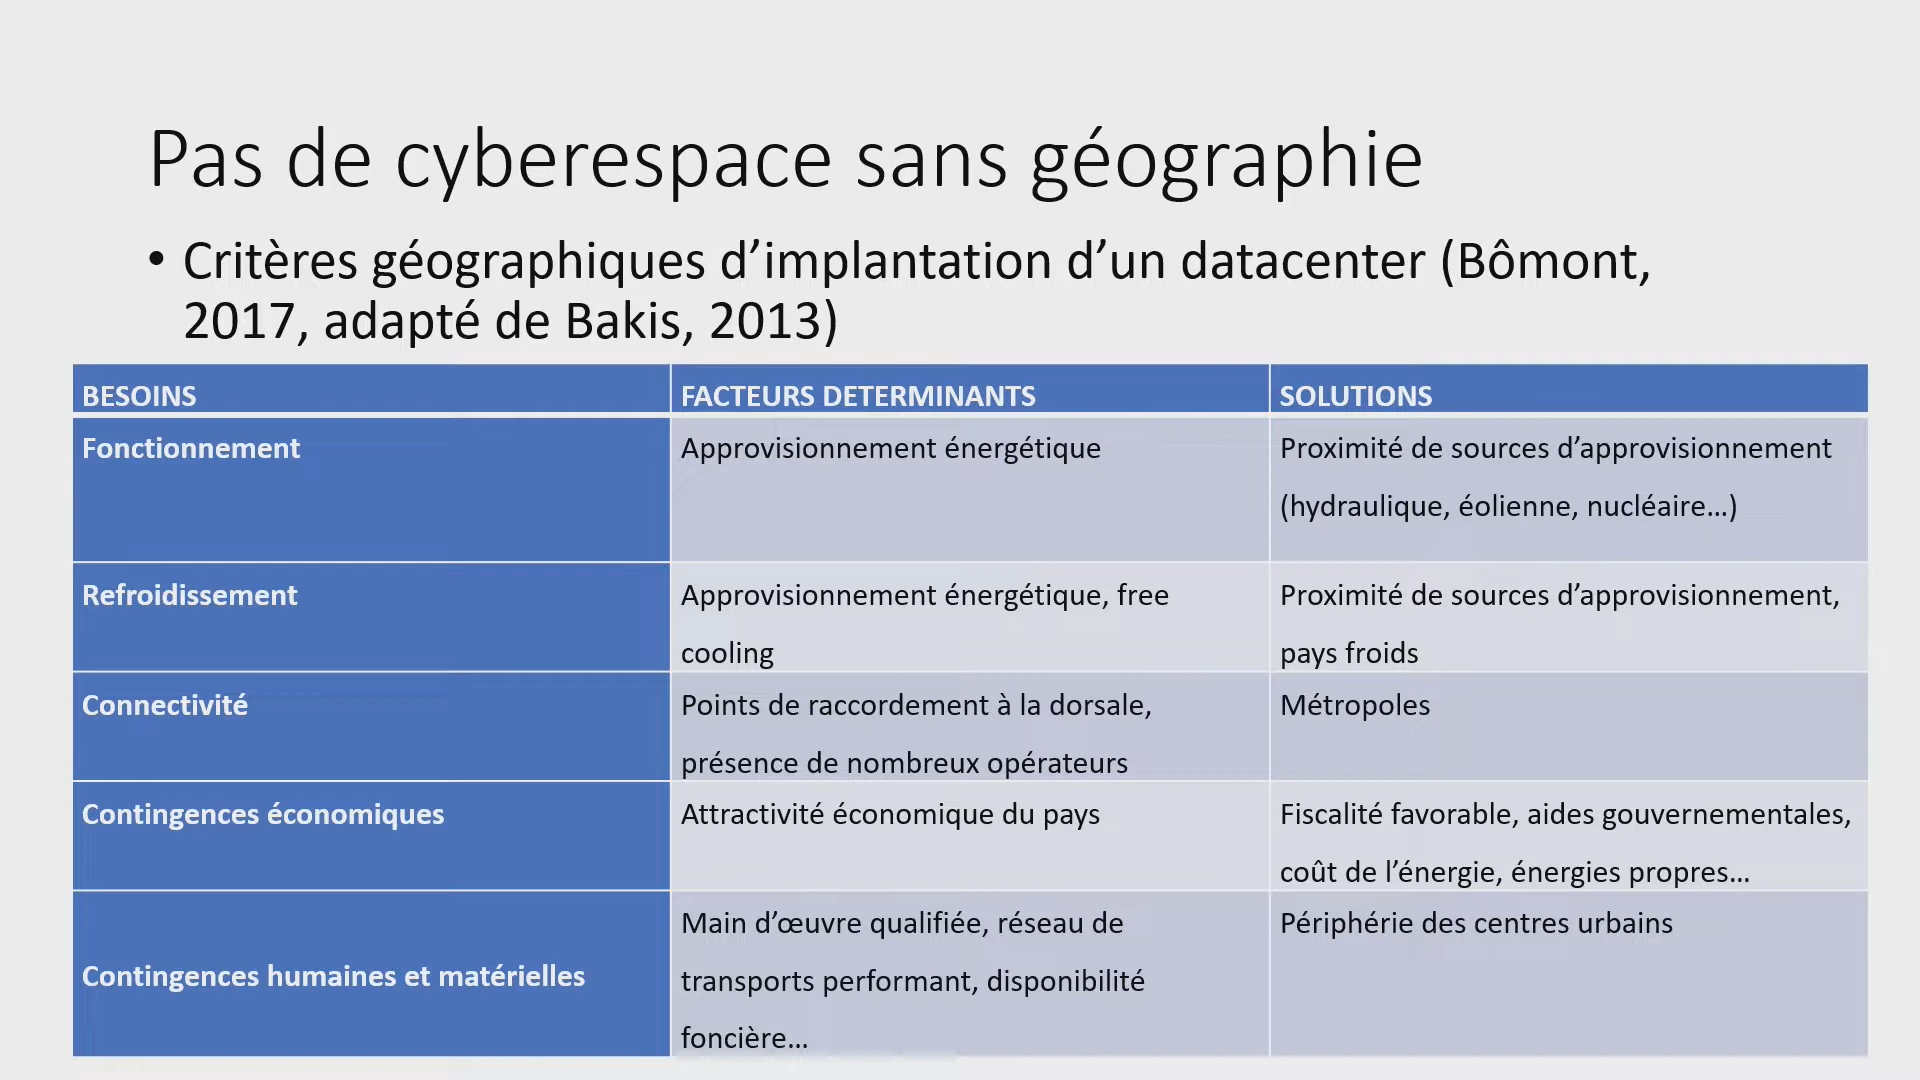 Pas de cyberespace sans géographie
• Critères géographiques d’implantation d’un datacenter (Bômont,
2017, adapté de Bakis, 2013)
BESOINS
FACTEURS DETERMINANTS
SOLUTIONS
Fonctionnement
Approvisionnement énergétique
Proximité de sources d’approvisionnement
(hydraulique, éolienne, nucléaire…)
Refroidissement
Approvisionnement énergétique, free
cooling
Proximité de sources d’approvisionnement,
pays froids
Connectivité
Points de raccordement à la dorsale,
présence de nombreux opérateurs
Métropoles
Contingences économiques
Attractivité économique du pays
Fiscalité favorable, aides gouvernementales,
coût de l’énergie, énergies propres…
Contingences humaines et matérielles
Main d’œuvre qualifiée, réseau de
transports performant, disponibilité
foncière…
Périphérie des centres urbains